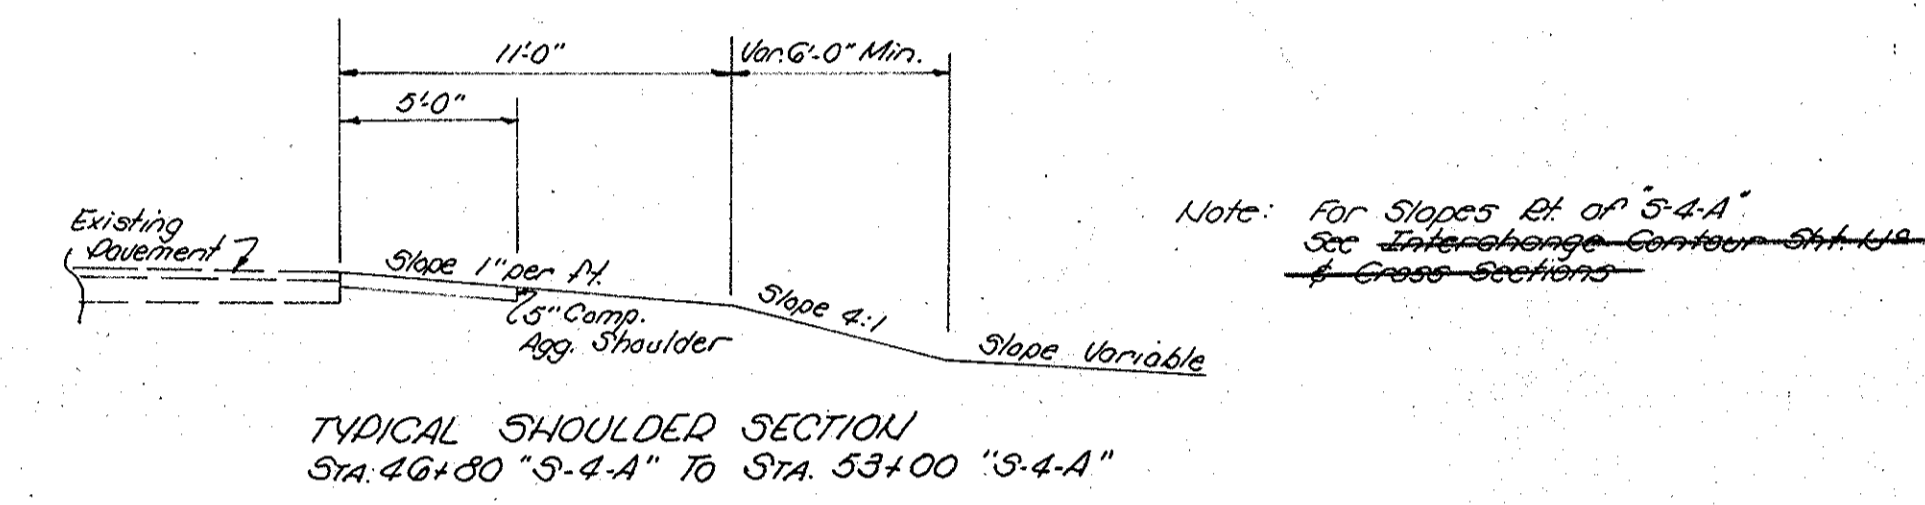 11'-0"
Var. 6'-0" Min.
5'-0"
Existing
Pavement
Slope 1" per ft.
5" Comp.
Agg. Shoulder
Slope 4:1
Slope Variable
Note: For Slopes Rt. of "S-4-A"
See Interchange Contour Sht. No
& Cross Sections
TYPICAL SHOULDER SECTION
STA. 46+80 "S-4-A" TO STA. 53+00 "S-4-A"